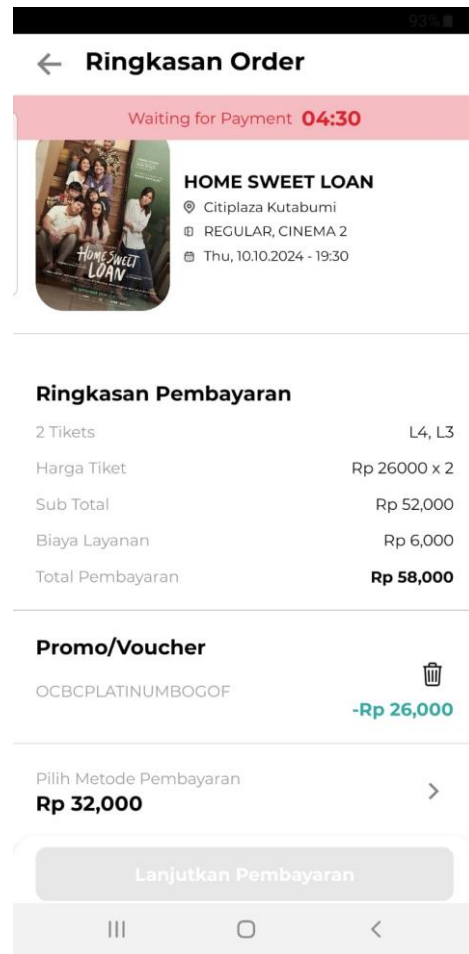 93%
Ringkasan Order
Waiting for Payment 04:30
HOME SWEET LOAN
Citiplaza Kutabumi
REGULAR, CINEMA 2
Thu, 10.10.2024 - 19:30
HOME SWEET
LOAN
Ringkasan Pembayaran
2 Tikets L4, L3
Harga Tiket Rp 26000 x 2
Sub Total Rp 52,000
Biaya Layanan Rp 6,000
Total Pembayaran Rp 58,000
Promo/Voucher
OCBCPLATINUMBOGOF
-Rp 26,000
Pilih Metode Pembayaran
Rp 32,000
Lanjutkan Pembayaran